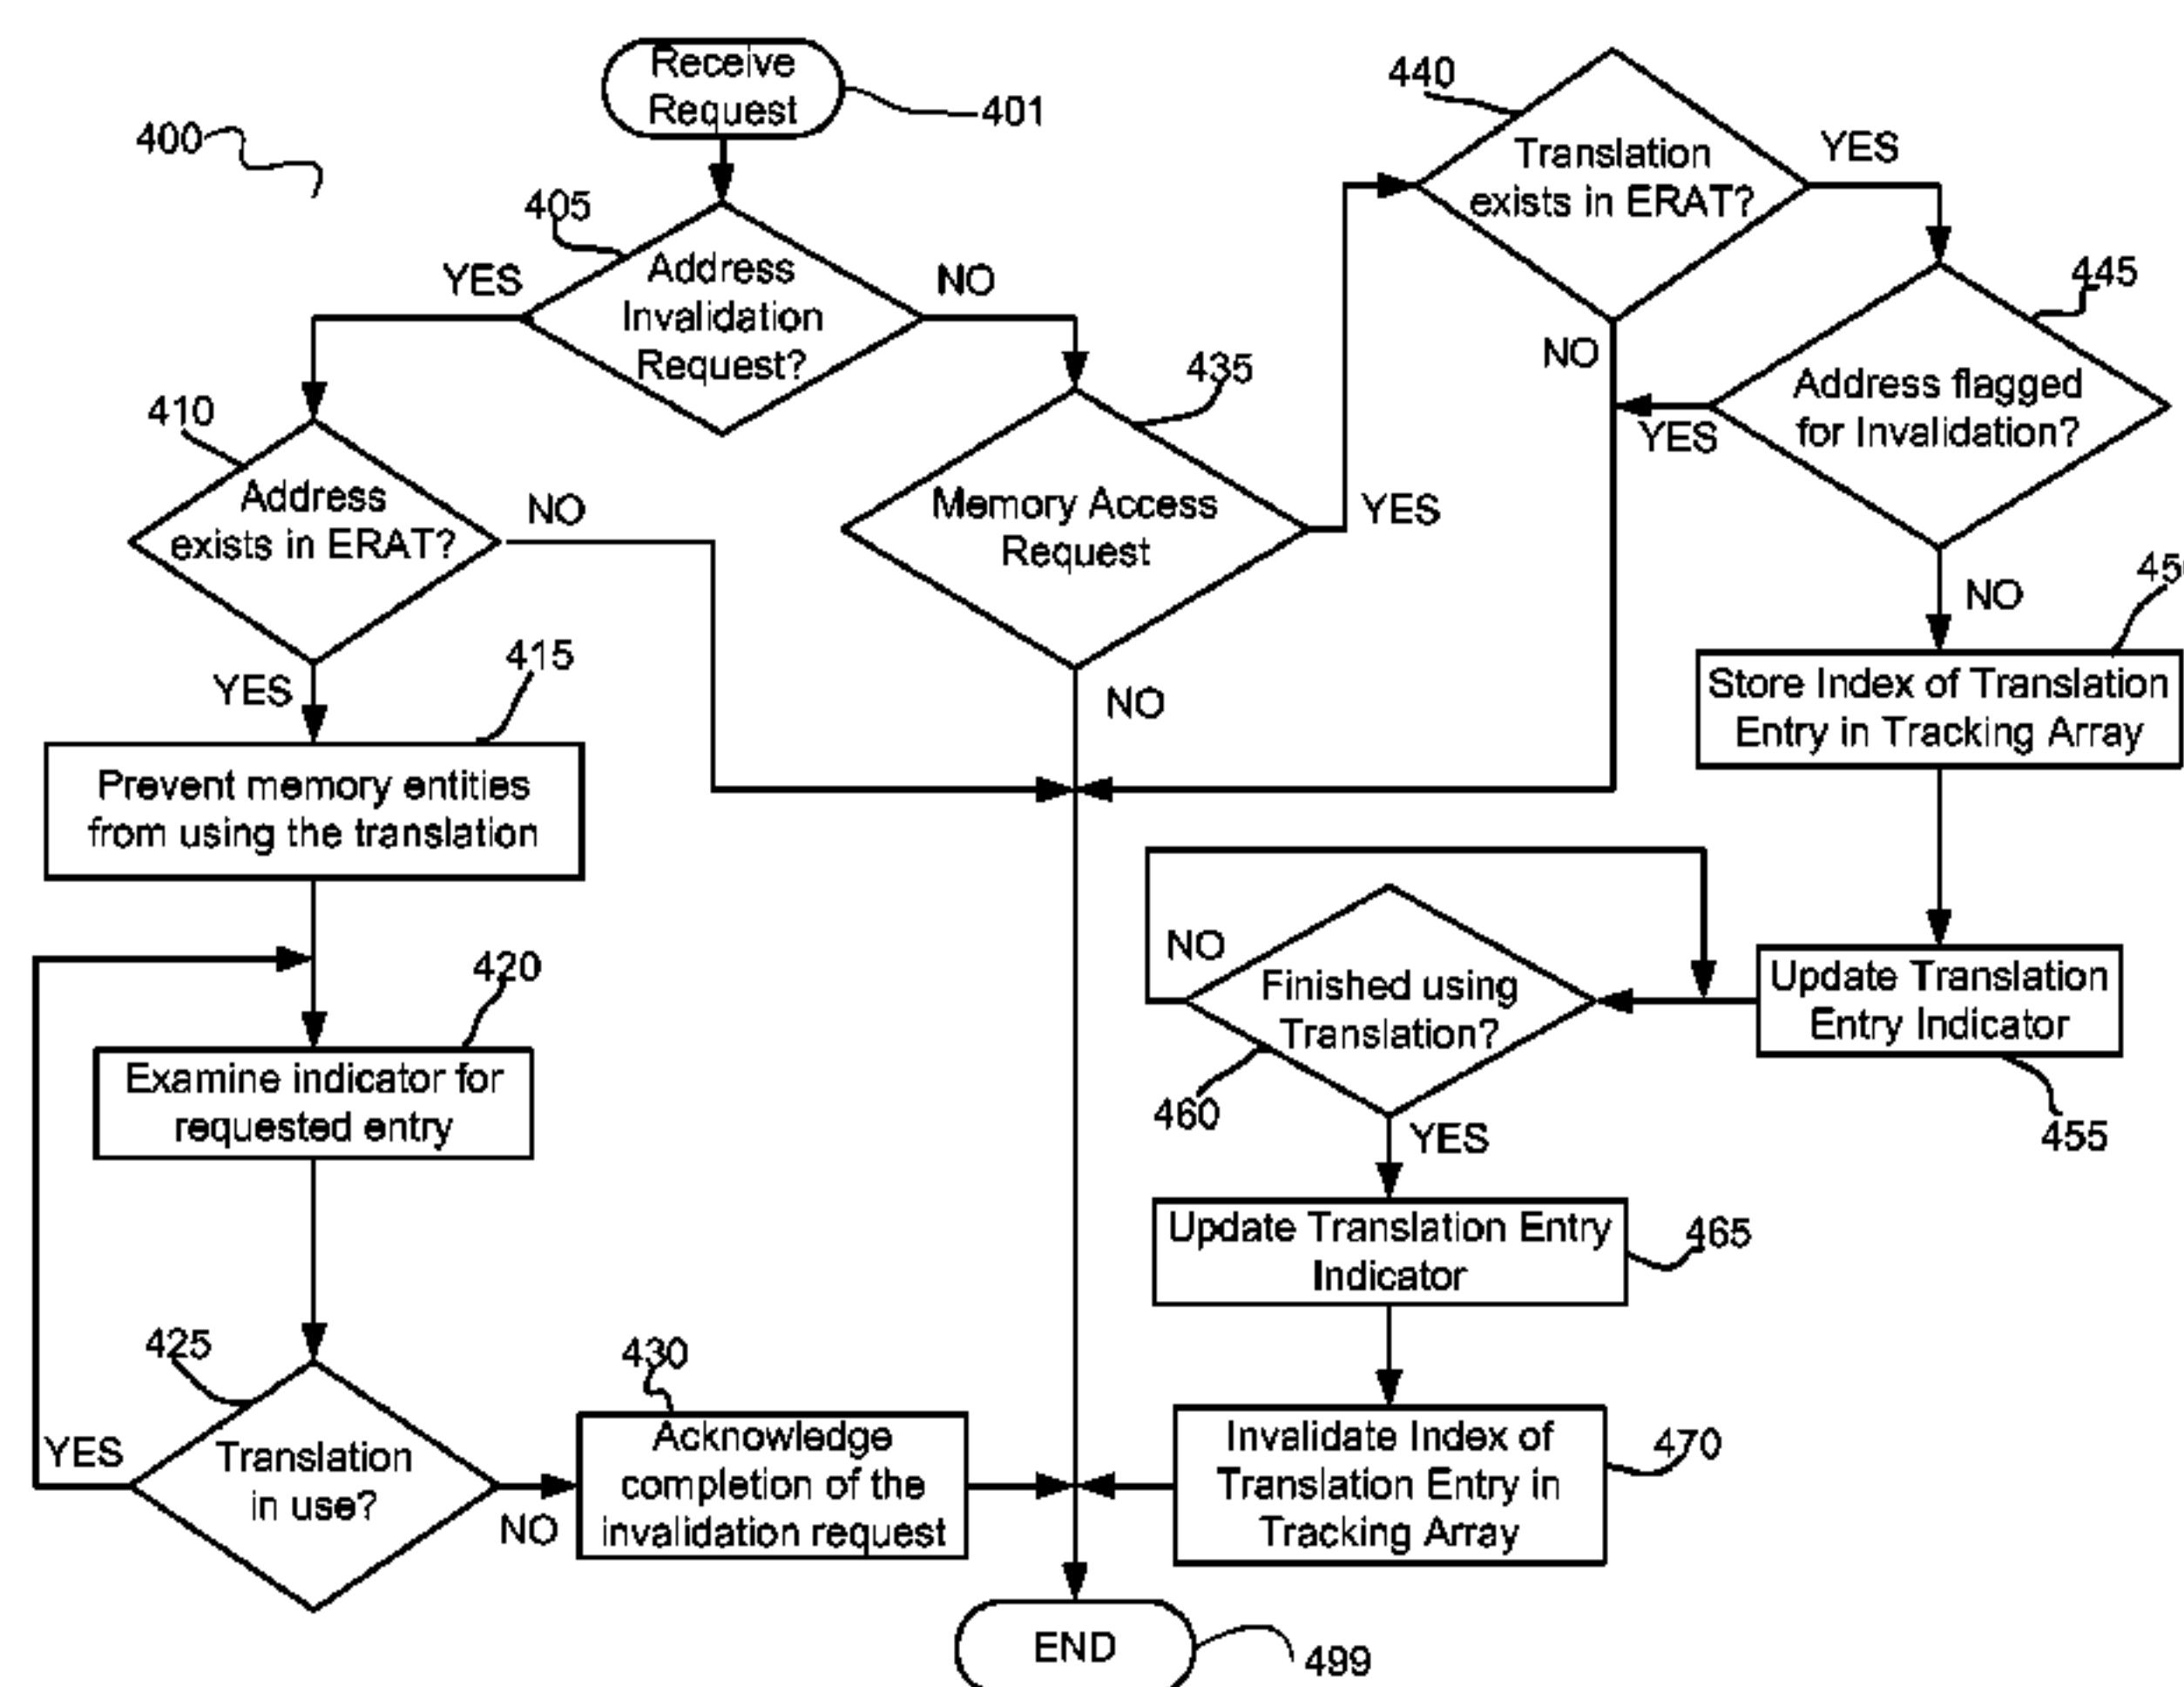 Receive
Request
401
400
405
Address
Invalidation
Request?
YES
NO
410
Address
exists in ERAT?
NO
YES
415
Prevent memory entities
from using the translation
420
Examine indicator for
requested entry
425
Translation
in use?
YES
NO
430
Acknowledge
completion of the
invalidation request
435
Memory Access
Request
YES
NO
440
Translation
exists in ERAT?
YES
NO
445
Address flagged
for Invalidation?
YES
NO
45
Store Index of Translation
Entry in Tracking Array
Update Translation
Entry Indicator
455
Finished using
Translation?
NO
460
YES
Update Translation Entry
Indicator
465
Invalidate Index of
Translation Entry in
Tracking Array
470
END
499